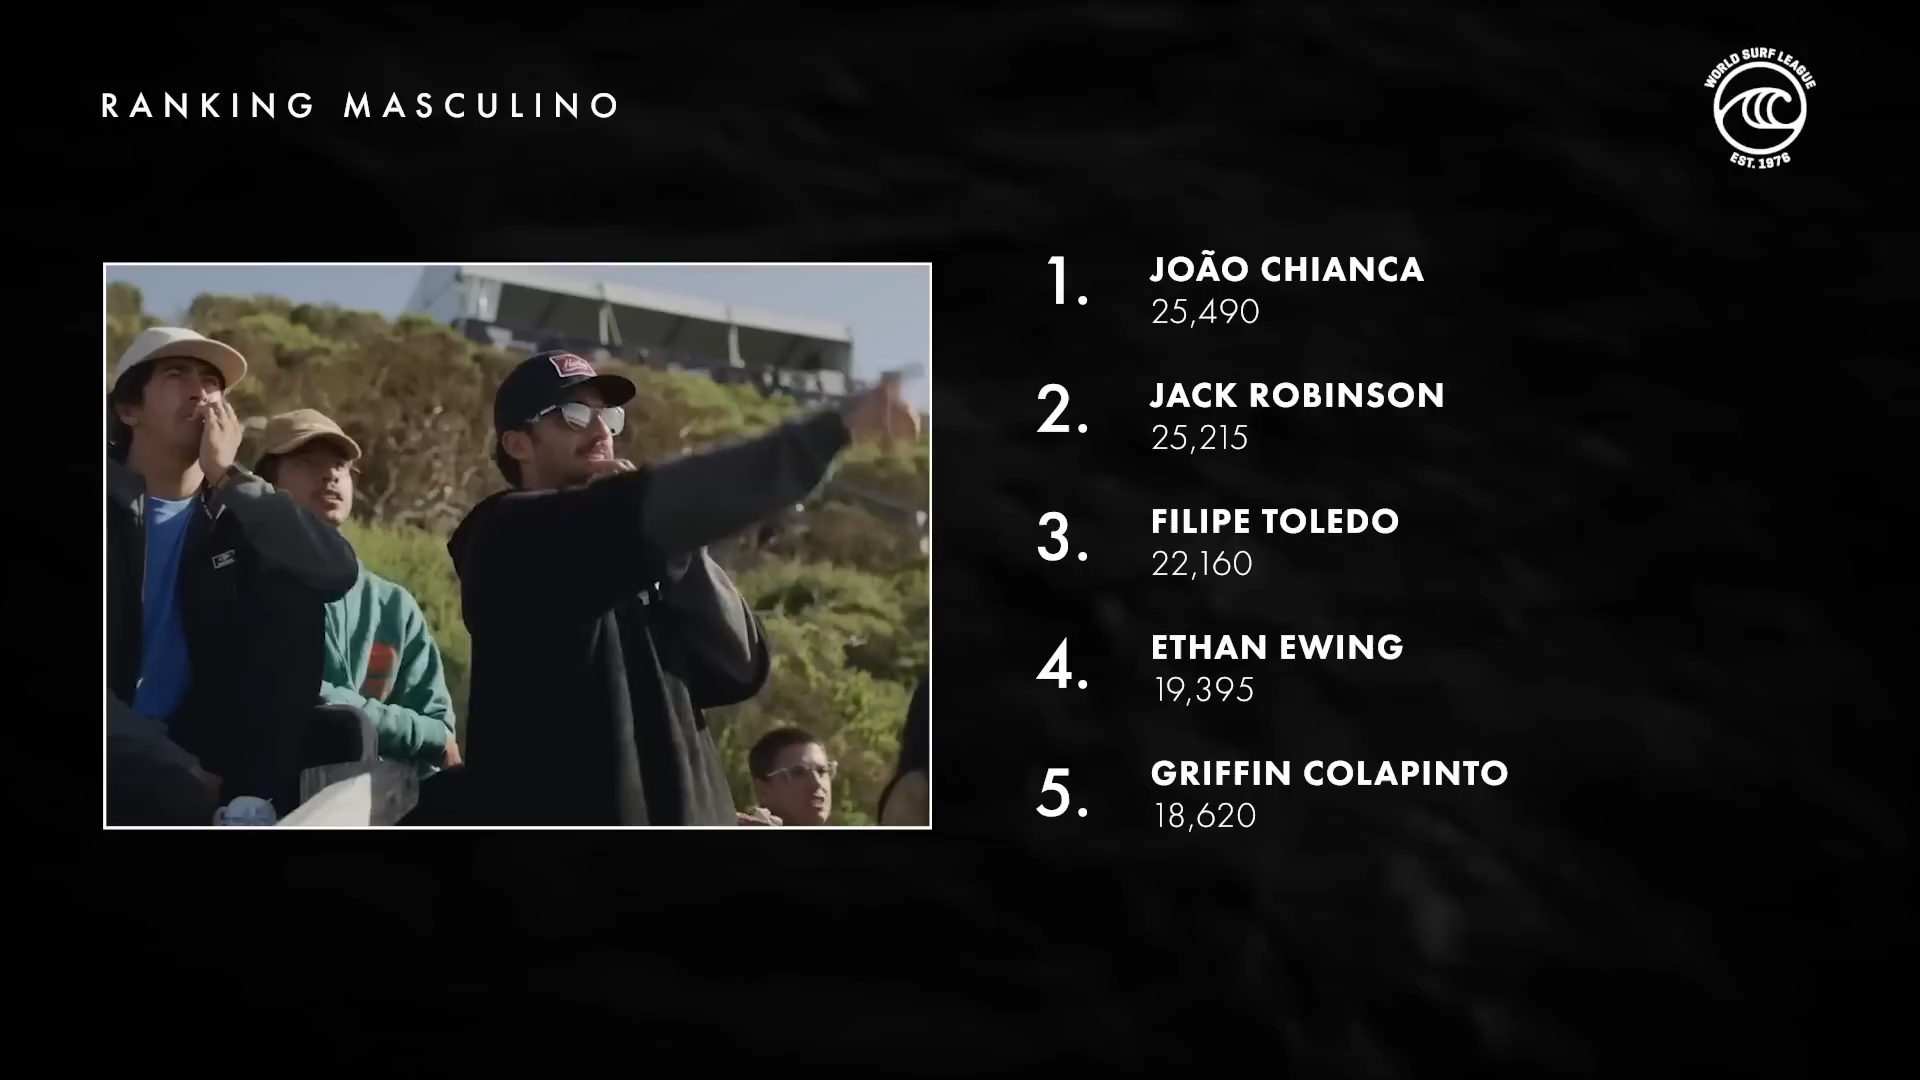 RANKING MASCULINO
WORLD SURF LEAGUE
EST. 1976
1. JOÃO CHIANCA
25,490
2. JACK ROBINSON
25,215
3. FILIPE TOLEDO
22,160
4. ETHAN EWING
19,395
5. GRIFFIN COLAPINTO
18,620